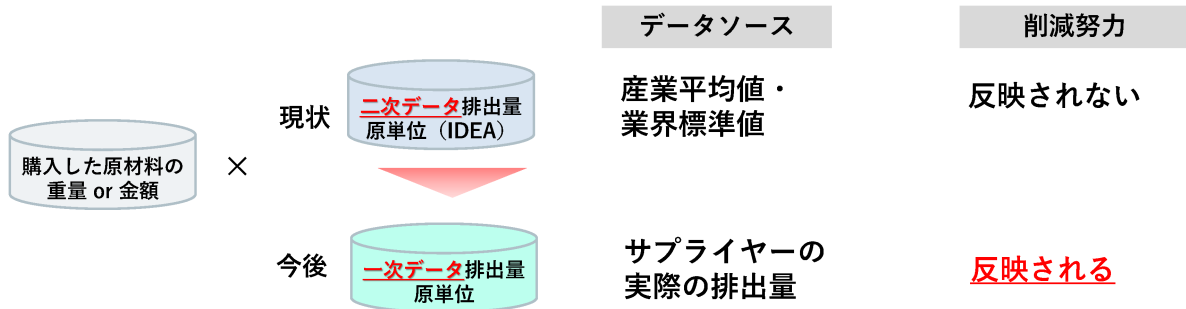 データソース
削減努力
現状
二次データ排出量
原単位（IDEA）
産業平均値・
業界標準値
反映されない
購入した原材料の
重量 or 金額
×
今後
一次データ排出量
原単位
サプライヤーの
実際の排出量
反映される